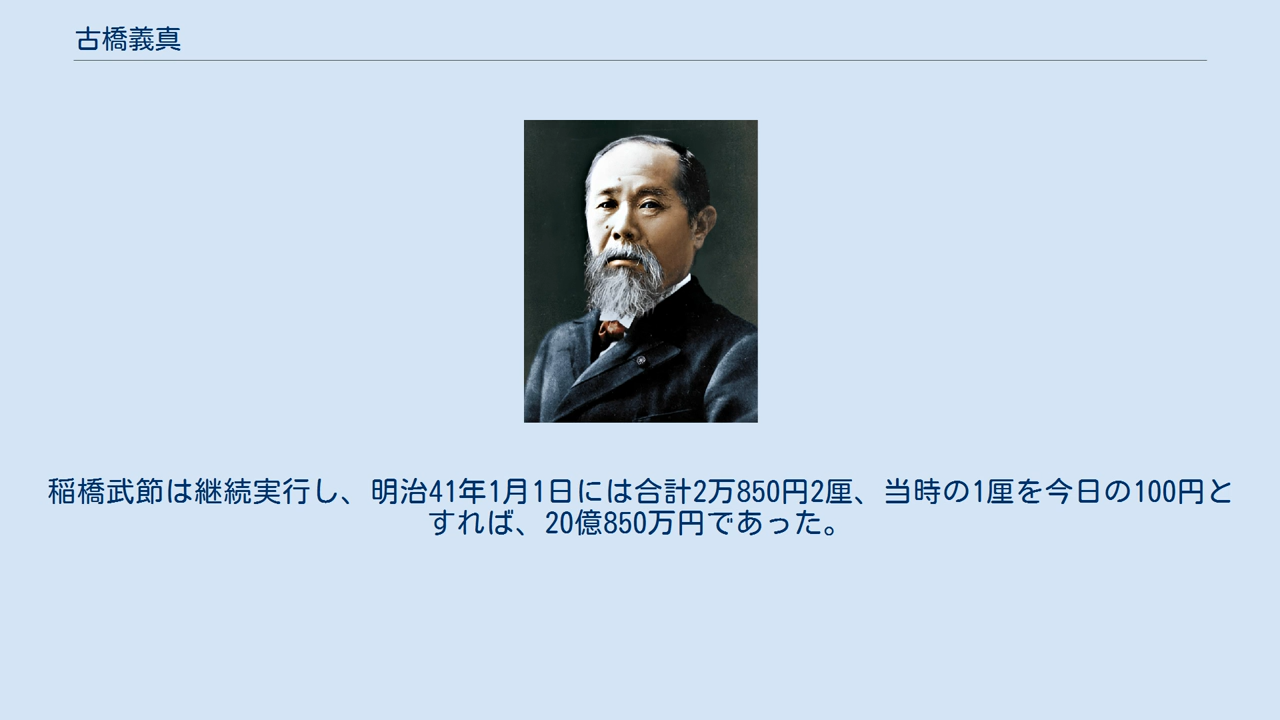 古橋義真
稲橋武節は継続実行し、明治41年1月1日には合計2万850円2厘、当時の1厘を今日の100円と
すれば、20億850万円であった。